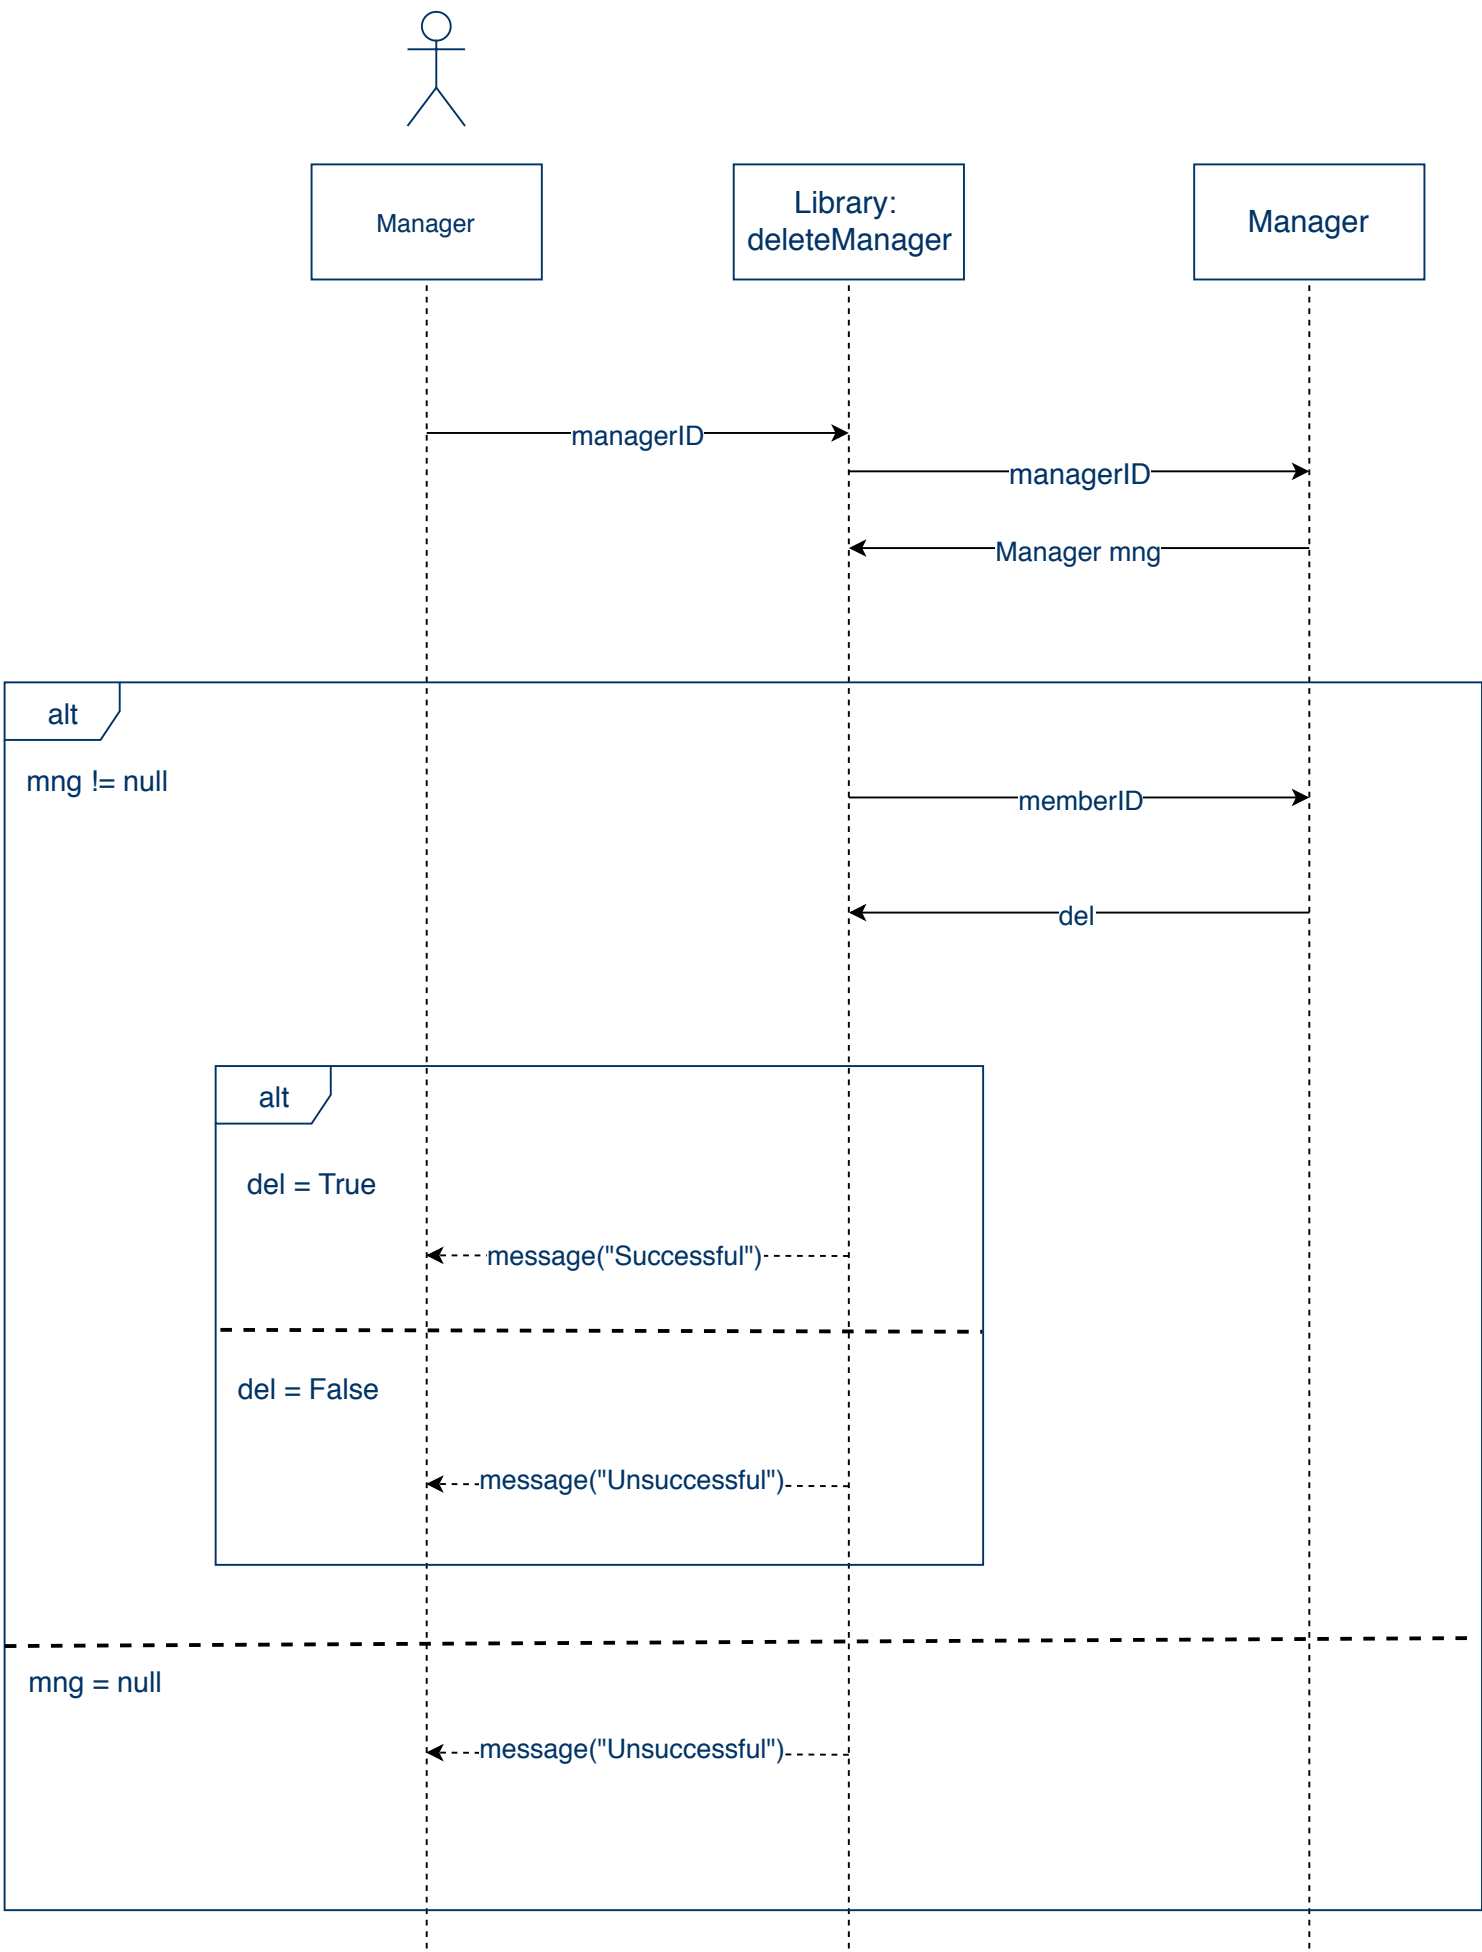 Manager
Library:
deleteManager
Manager
managerID
managerID
Manager mng
alt
mng != null
memberID
del
alt
del = True
message("Successful")
del = False
message("Unsuccessful")
mng = null
message("Unsuccessful")